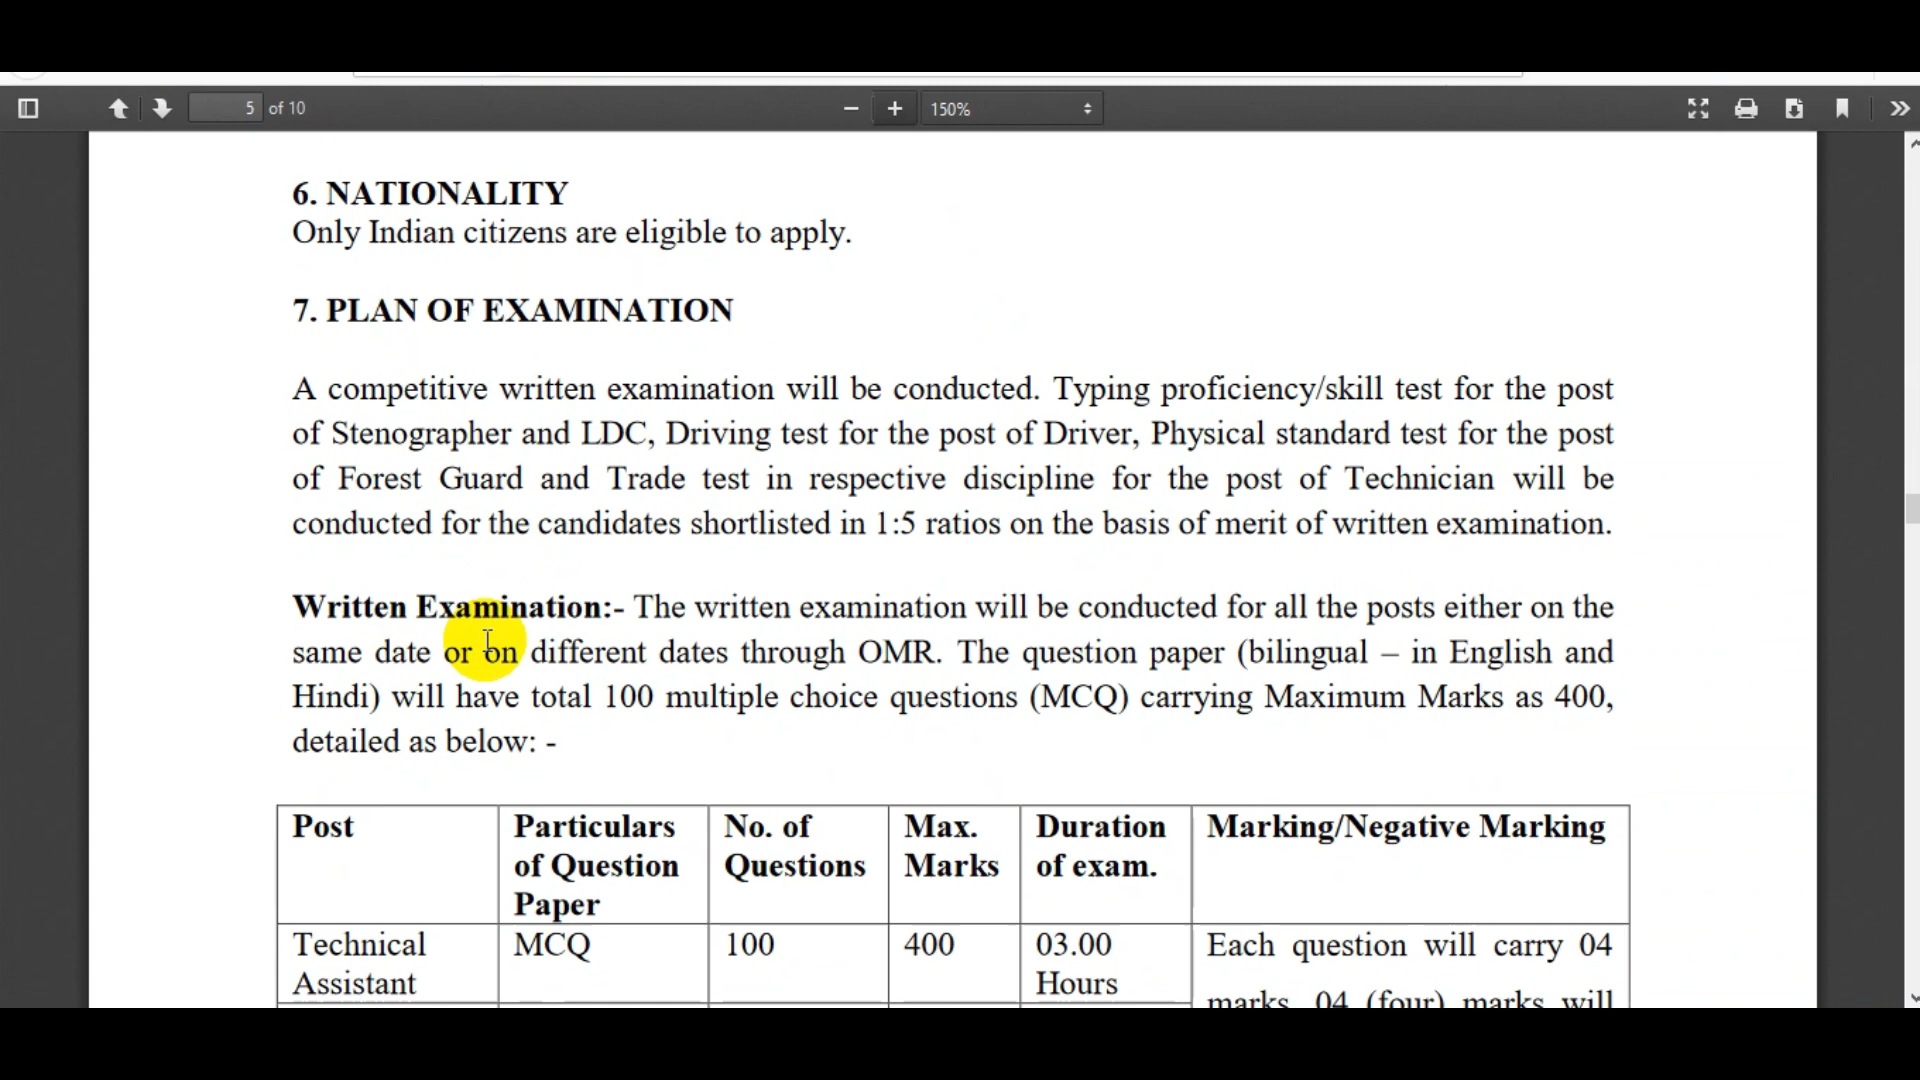 5 of 10
150%
6. NATIONALITY
Only Indian citizens are eligible to apply.
7. PLAN OF EXAMINATION
A competitive written examination will be conducted. Typing proficiency/skill test for the post
of Stenographer and LDC, Driving test for the post of Driver, Physical standard test for the post
of Forest Guard and Trade test in respective discipline for the post of Technician will be
conducted for the candidates shortlisted in 1:5 ratios on the basis of merit of written examination.
Written Examination:- The written examination will be conducted for all the posts either on the
same date or on different dates through OMR. The question paper (bilingual – in English and
Hindi) will have total 100 multiple choice questions (MCQ) carrying Maximum Marks as 400,
detailed as below: -
Post Particulars No. of Max. Duration Marking/Negative Marking
of Question Questions Marks of exam.
Paper
Technical MCQ 100 400 03.00 Each question will carry 04
Assistant Hours
marks. 04 (four) marks will